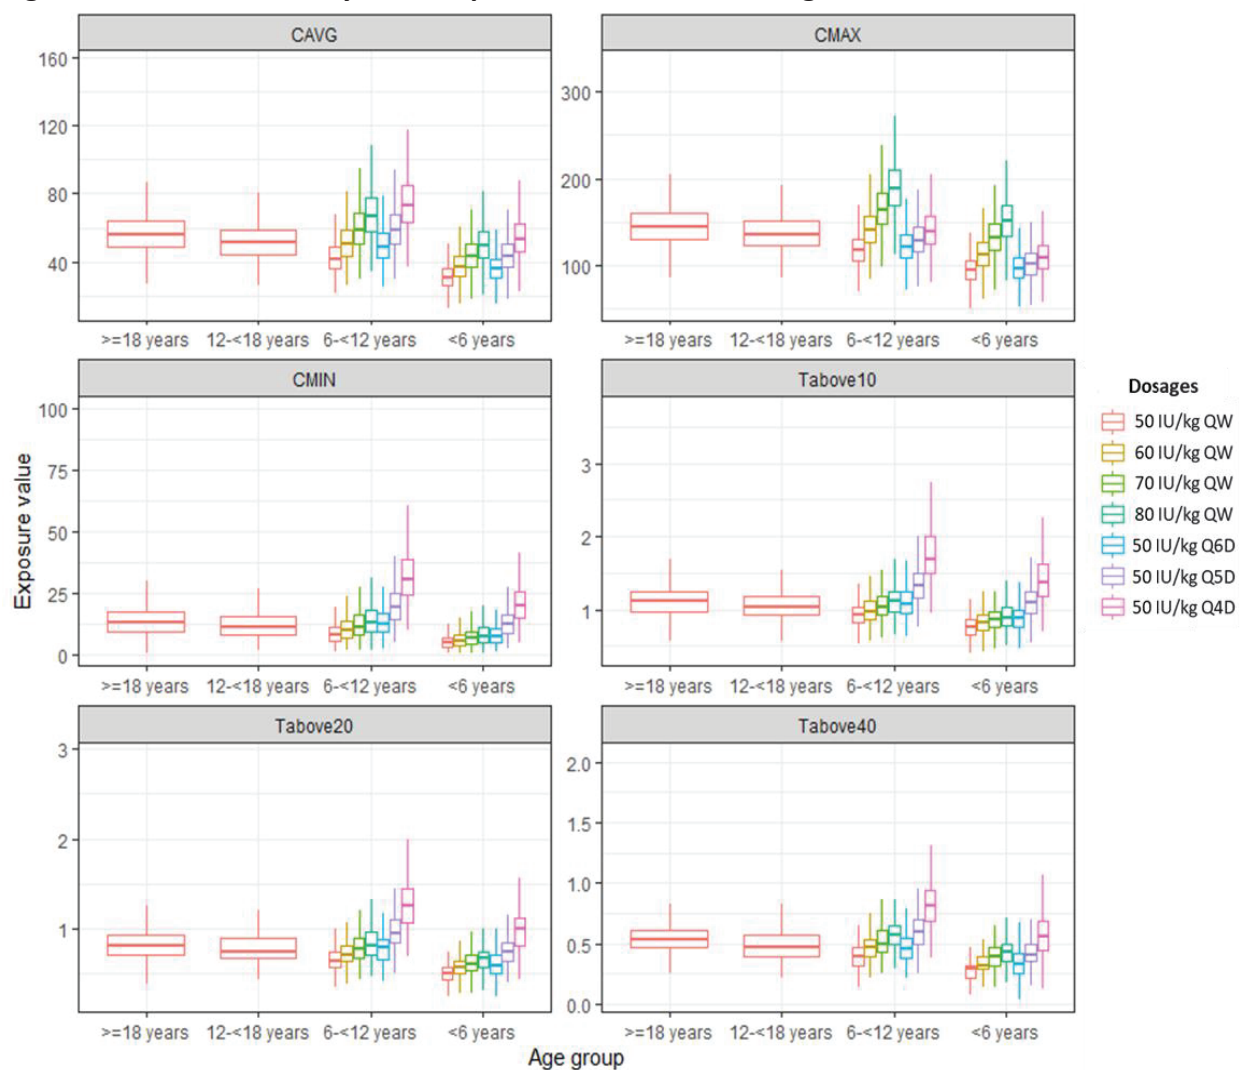 CAVG
CMAX
160
120
80
40
300
200
100
>=18 years 12-<18 years 6-<12 years <6 years
>=18 years 12-<18 years 6-<12 years <6 years
CMIN
Tabove10
Exposure value
100
75
50
25
0
3
2
1
>=18 years 12-<18 years 6-<12 years <6 years
>=18 years 12-<18 years 6-<12 years <6 years
Dosages
50 IU/kg QW
60 IU/kg QW
70 IU/kg QW
80 IU/kg QW
50 IU/kg Q6D
50 IU/kg Q5D
50 IU/kg Q4D
Tabove20
Tabove40
3
2
1
2.0
1.5
1.0
0.5
0.0
>=18 years 12-<18 years 6-<12 years <6 years
>=18 years 12-<18 years 6-<12 years <6 years
Age group